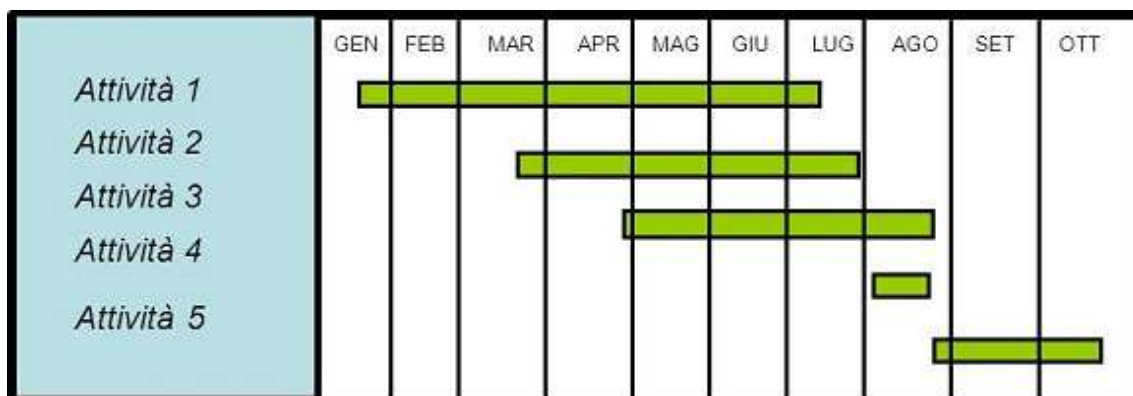 GEN FEB MAR APR MAG GIU LUG AGO SET OTT
Attività 1
Attività 2
Attività 3
Attività 4
Attività 5